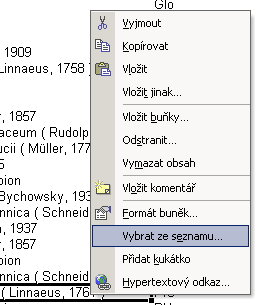 Glo
Vyjmout
1909
Kopírovat
Linnaeus, 1758
Vložit
Vložit jinak...
, 1857
Vložit buňky...
aceum ( Rudolp
Odstranit...
ucii ( Müller, 177
Vymazat obsah
5
bion
Bychowsky, 193
Vložit komentář
nnica ( Schneid
n, 1937
Formát buněk...
, 1857
Vybrat ze seznamu...
nnica ( Schneid
Přidat kukátko
nnica ( Schneid
( Linnaeus, 176
Hypertextový odkaz...